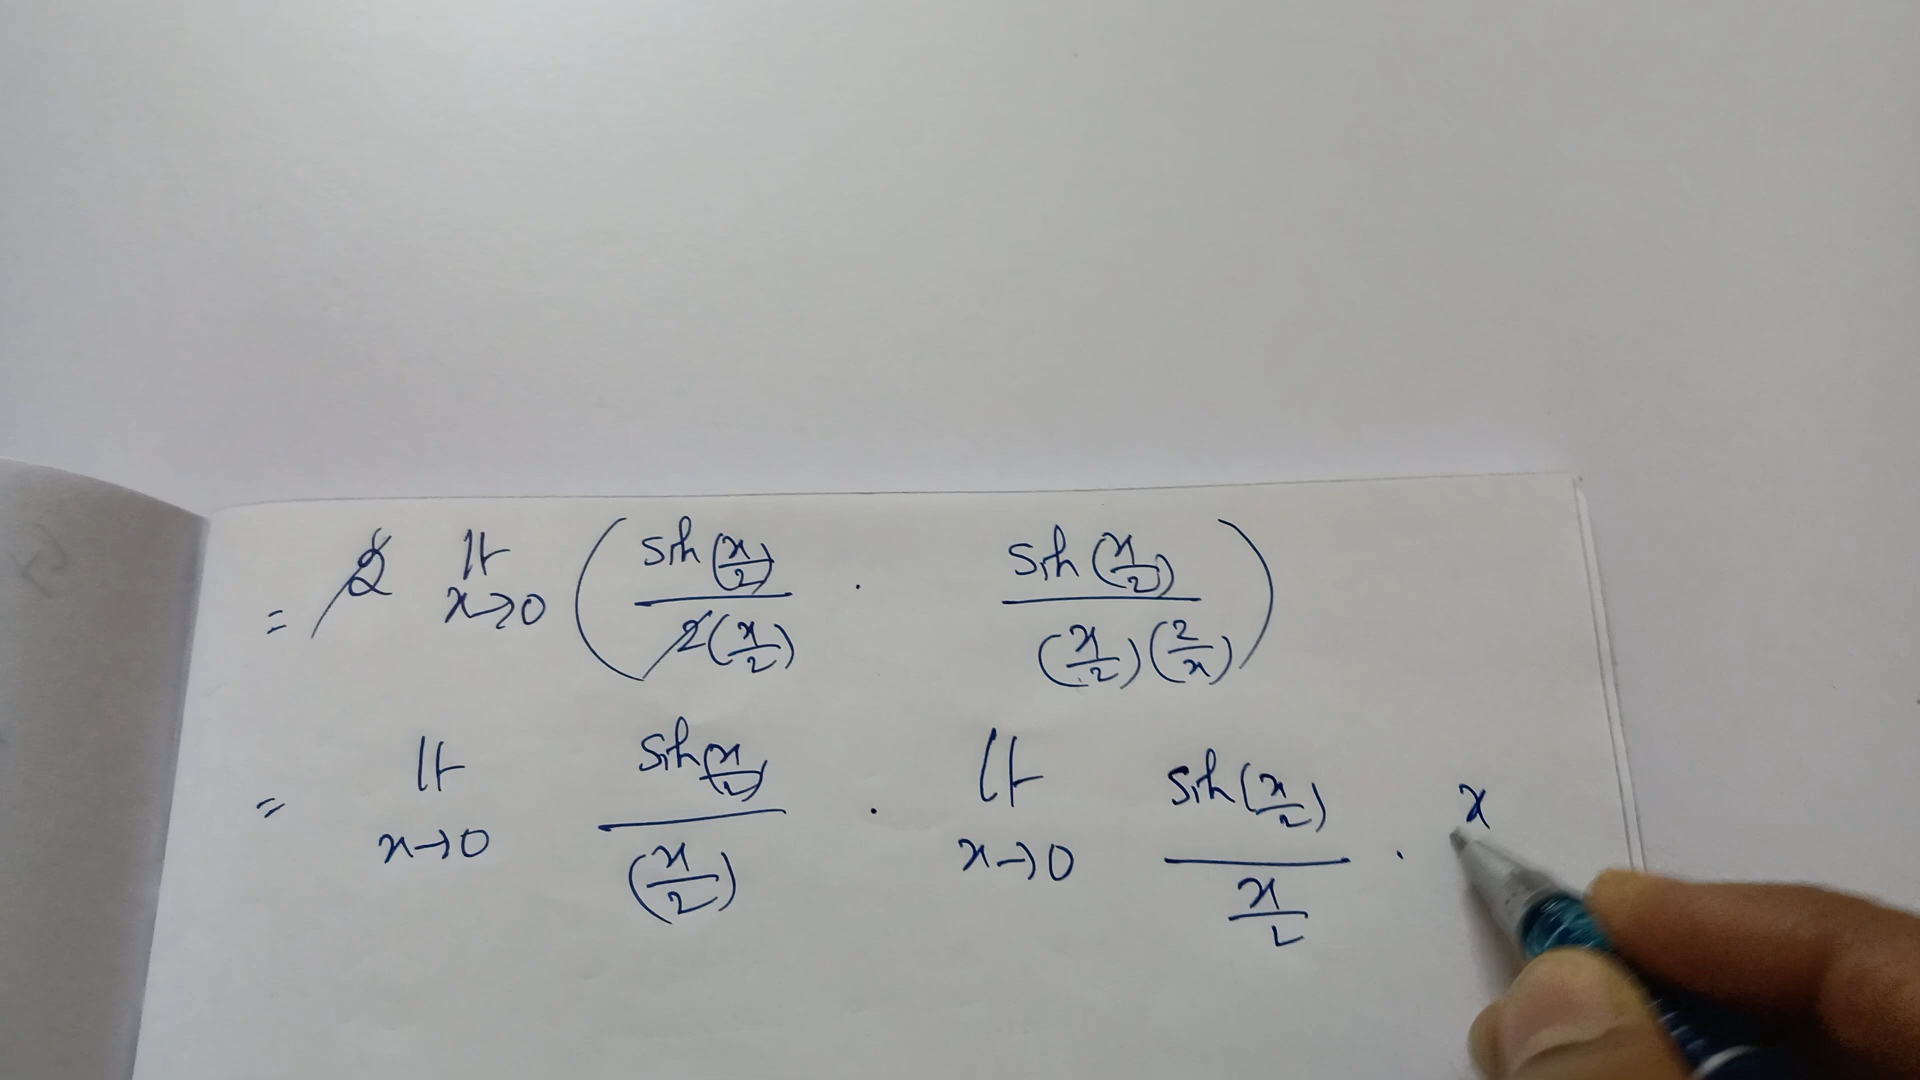 = 2 lt x→0 ( sin(x/2) / 2(x/2) · sin(x/2) / (x/2)(2/x) )
= lt x→0 sin(x/2) / (x/2) · lt x→0 sin(x/2) / x/2 · x